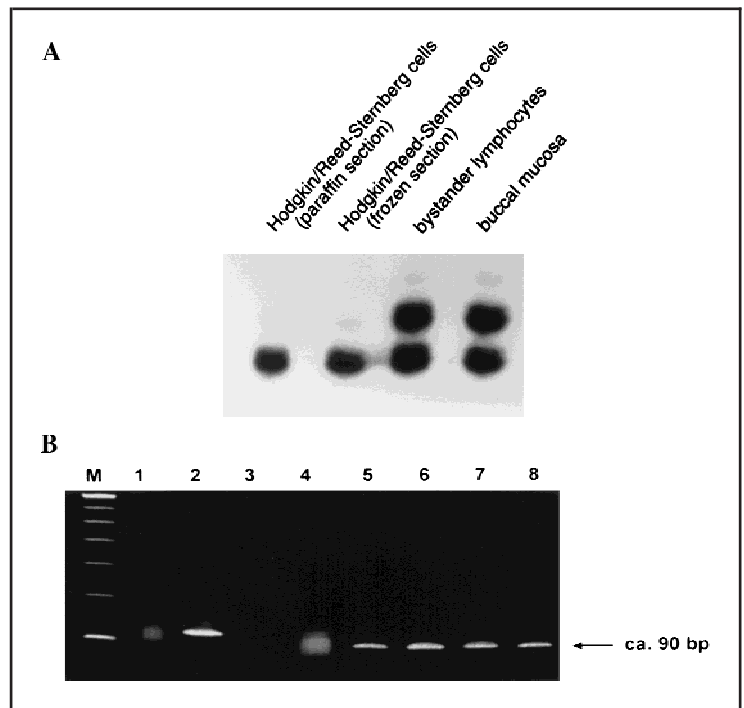 A
Hodgkin/Reed-Sternberg cells
(paraffin section)
Hodgkin/Reed-Sternberg cells
(frozen section)
bystander lymphocytes
buccal mucosa
B
M 1 2 3 4 5 6 7 8
ca. 90 bp